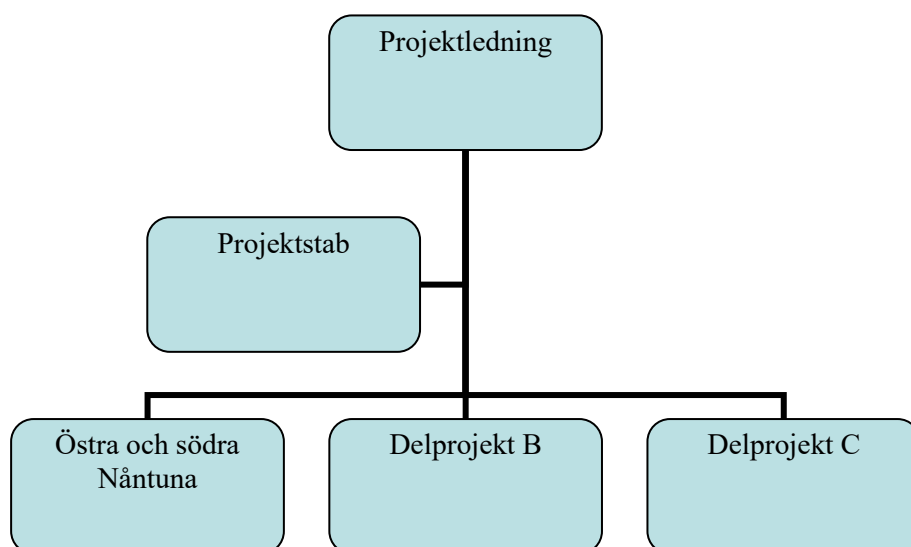 Projektledning
Projektstab
Östra och södra
Nåntuna
Delprojekt B
Delprojekt C